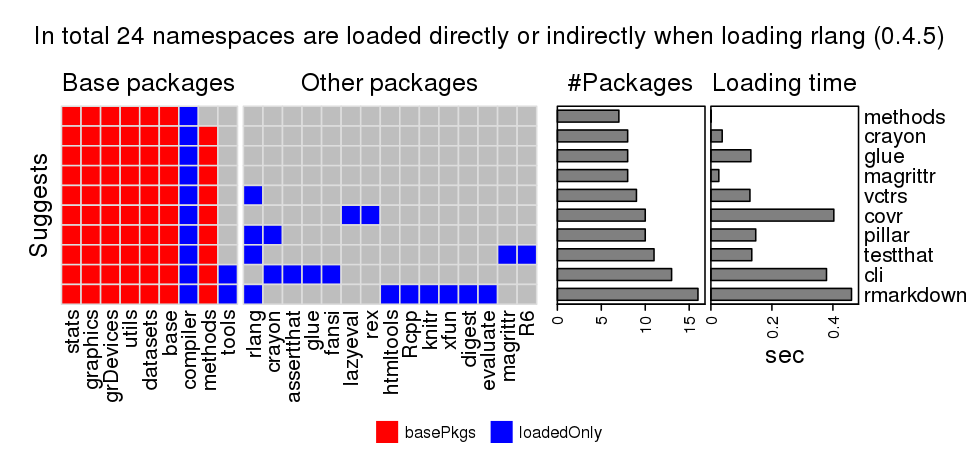 In total 24 namespaces are loaded directly or indirectly when loading rlang (0.4.5)
Base packages
Other packages
#Packages
Loading time
Suggests
methods
crayon
glue
magrittr
vctrs
covr
pillar
testthat
cli
rmarkdown
stats
graphics
grDevices
utils
datasets
base
compiler
methods
tools
rlang
crayon
assertthat
glue
fansi
lazyeval
rex
htmltools
Rcpp
knitr
xfun
digest
evaluate
magrittr
R6
0 5 10 15
0 0.2 0.4
sec
basePkgs
loadedOnly